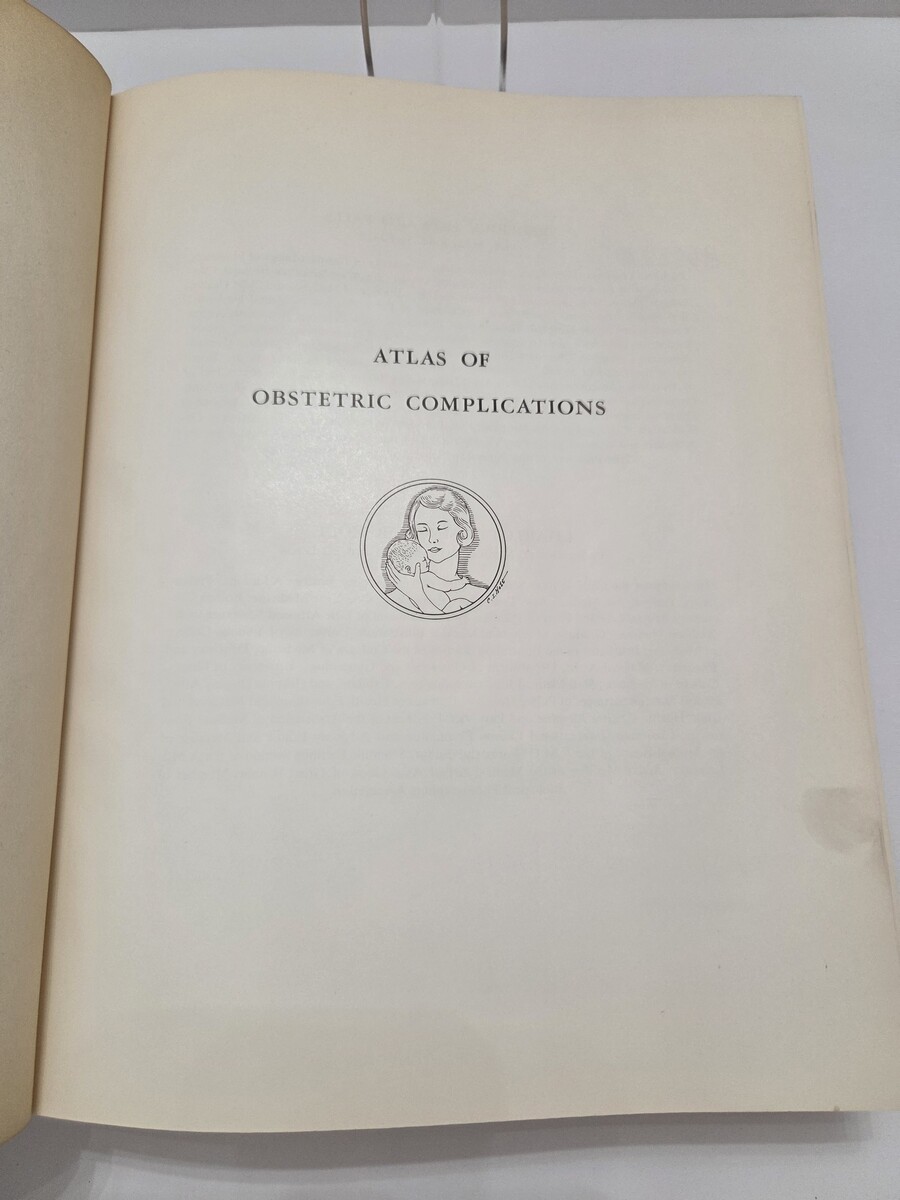 ATLAS OF
OBSTETRIC COMPLICATIONS